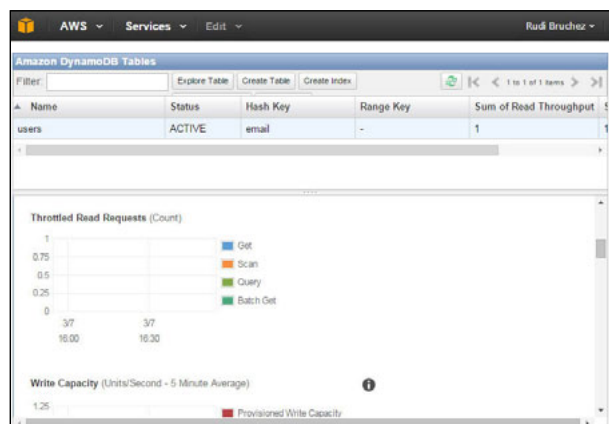 AWS Services Edit Rudi Bruchez
Amazon DynamoDB Tables
Filter: Explore Table Create Table Create Index 1 to 1 of 1 items
Name Status Hash Key Range Key Sum of Read Throughput S
users ACTIVE email - 1 1
Throttled Read Requests (Count)
1
0.75
0.5
0.25
0
Get
Scan
Query
Batch Get
3/7 3/7
16:00 16:30
Write Capacity (Units/Second - 5 Minute Average)
1.25 Provisioned Write Capacity